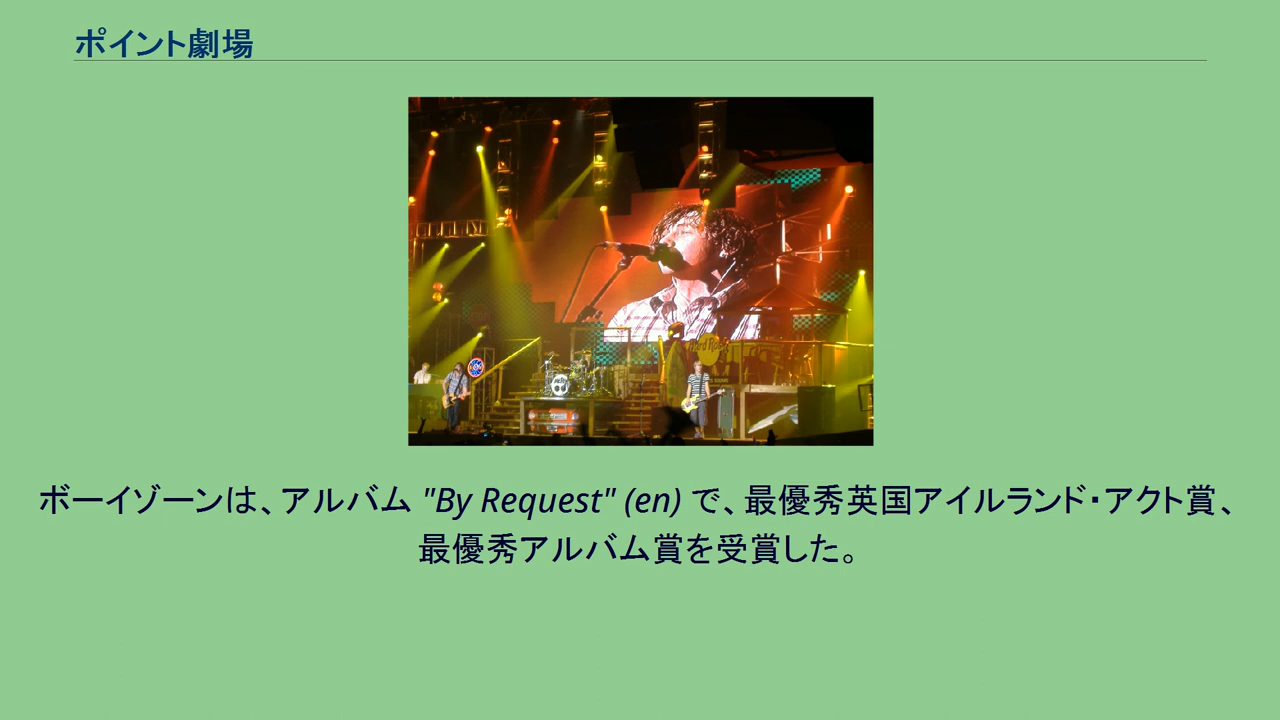 ポイント劇場
Hard Rock
ボーイゾーンは、アルバム "By Request" (en) で、最優秀英国アイルランド・アクト賞、
最優秀アルバム賞を受賞した。